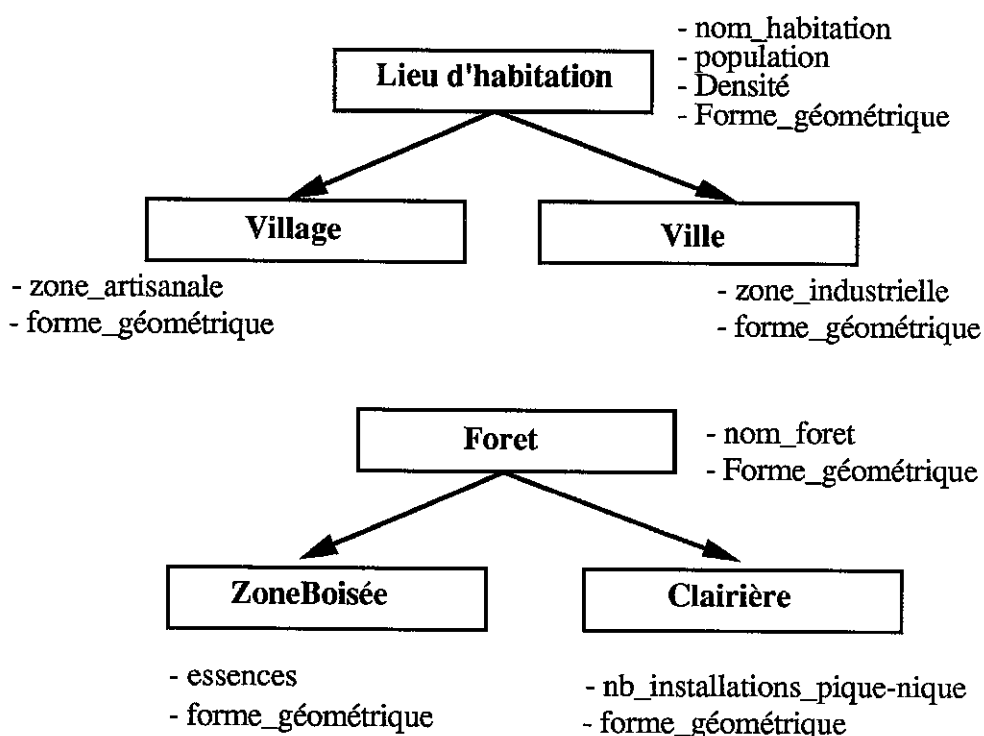 - nom_habitation
- population
- Densité
- Forme_géométrique
Lieu d'habitation
Village
Ville
- zone_artisanale
- forme_géométrique
- zone_industrielle
- forme_géométrique
Foret
- nom_foret
- Forme_géométrique
ZoneBoisée
Clairière
- essences
- forme_géométrique
- nb_installations_pique-nique
- forme_géométrique